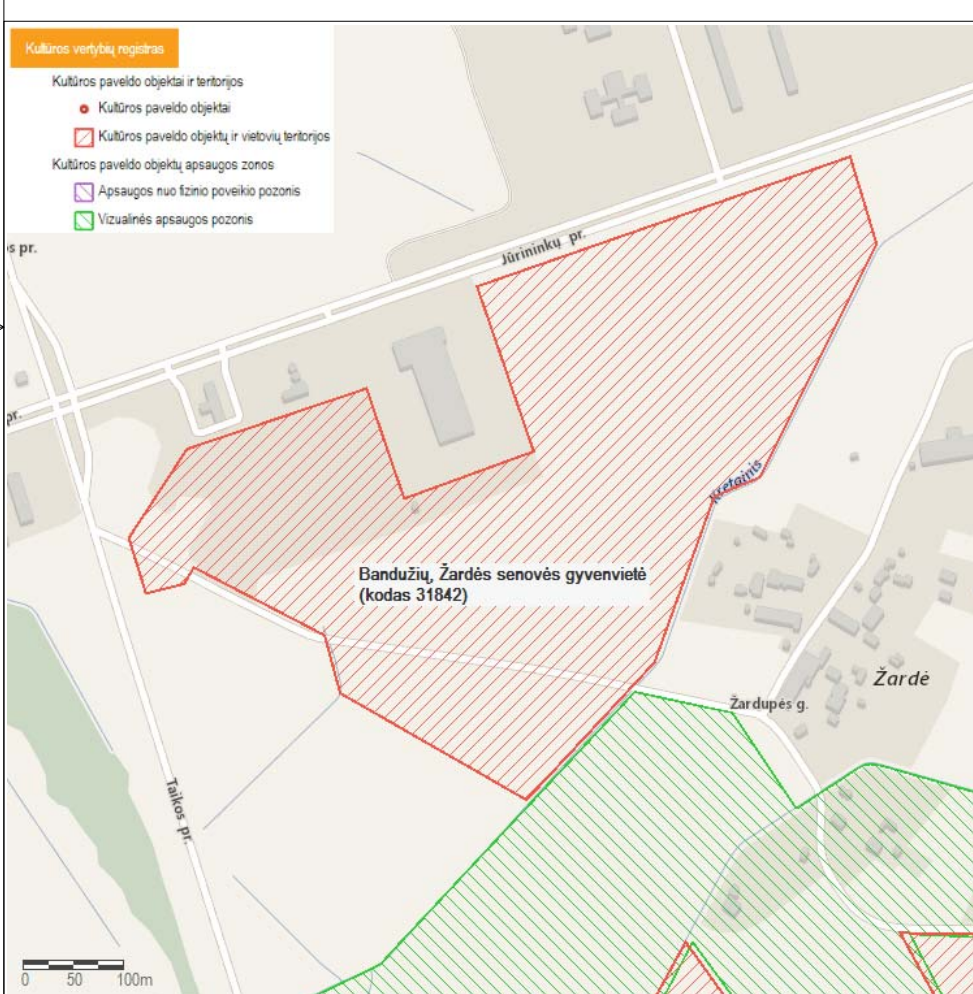 Kultūros vertybių registras
Kultūros paveldo objektai ir teritorijos
Kultūros paveldo objektai
Kultūros paveldo objektų ir vietovių teritorijos
Kultūros paveldo objektų apsaugos zonos
Apsaugos nuo fizinio poveikio pozonis
Vizualinės apsaugos pozonis
os pr.
Jūrininkų pr.
pr.
Kretainis
Bandužių, Žardės senovės gyvenvietė
(kodas 31842)
Žardė
Žardupės g.
Taikos pr.
0 50 100m